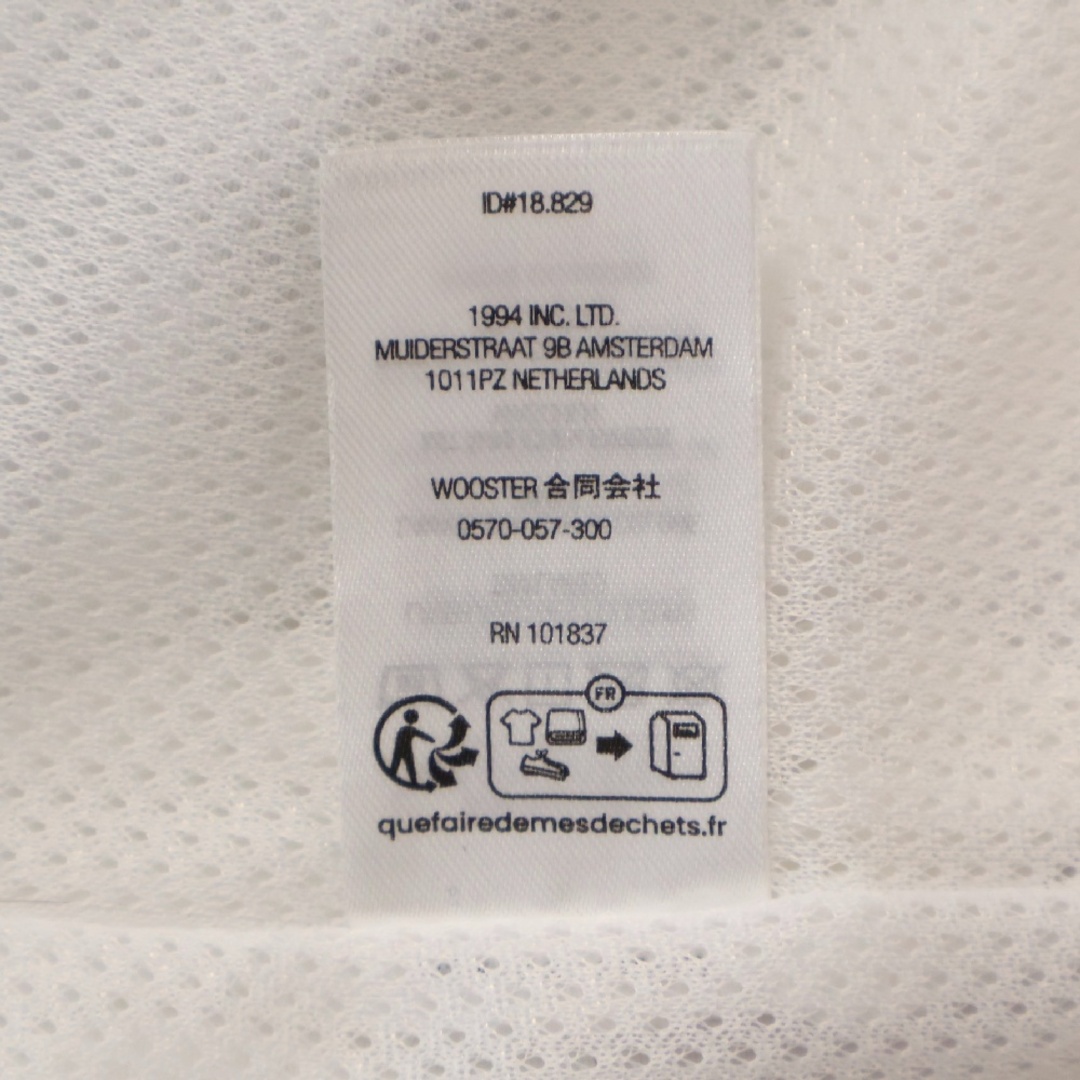 ID#18.829
1994 INC. LTD.
MUIDERSTRAAT 9B AMSTERDAM
1011PZ NETHERLANDS
WOOSTER 合同会社
0570-057-300
RN 101837
FR
quefairedemesdechets.fr